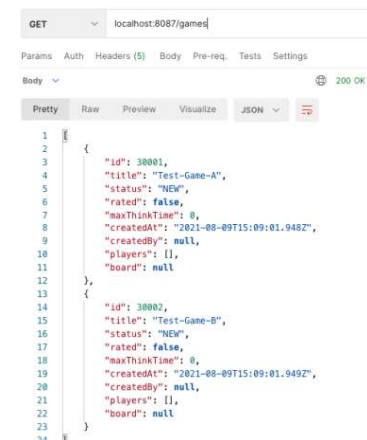 GET localhost:8087/games
Params Auth Headers (5) Body Pre-req. Tests Settings
Body 200 OK
Pretty Raw Preview Visualize JSON
1 [
2 {
3 "id": 30001,
4 "title": "Test-Game-A",
5 "status": "NEW",
6 "rated": false,
7 "maxThinkTime": 0,
8 "createdAt": "2021-08-09T15:09:01.948Z",
9 "createdBy": null,
10 "players": [],
11 "board": null
12 },
13 {
14 "id": 30002,
15 "title": "Test-Game-B",
16 "status": "NEW",
17 "rated": false,
18 "maxThinkTime": 0,
19 "createdAt": "2021-08-09T15:09:01.949Z",
20 "createdBy": null,
21 "players": [],
22 "board": null
23 }
24 ]